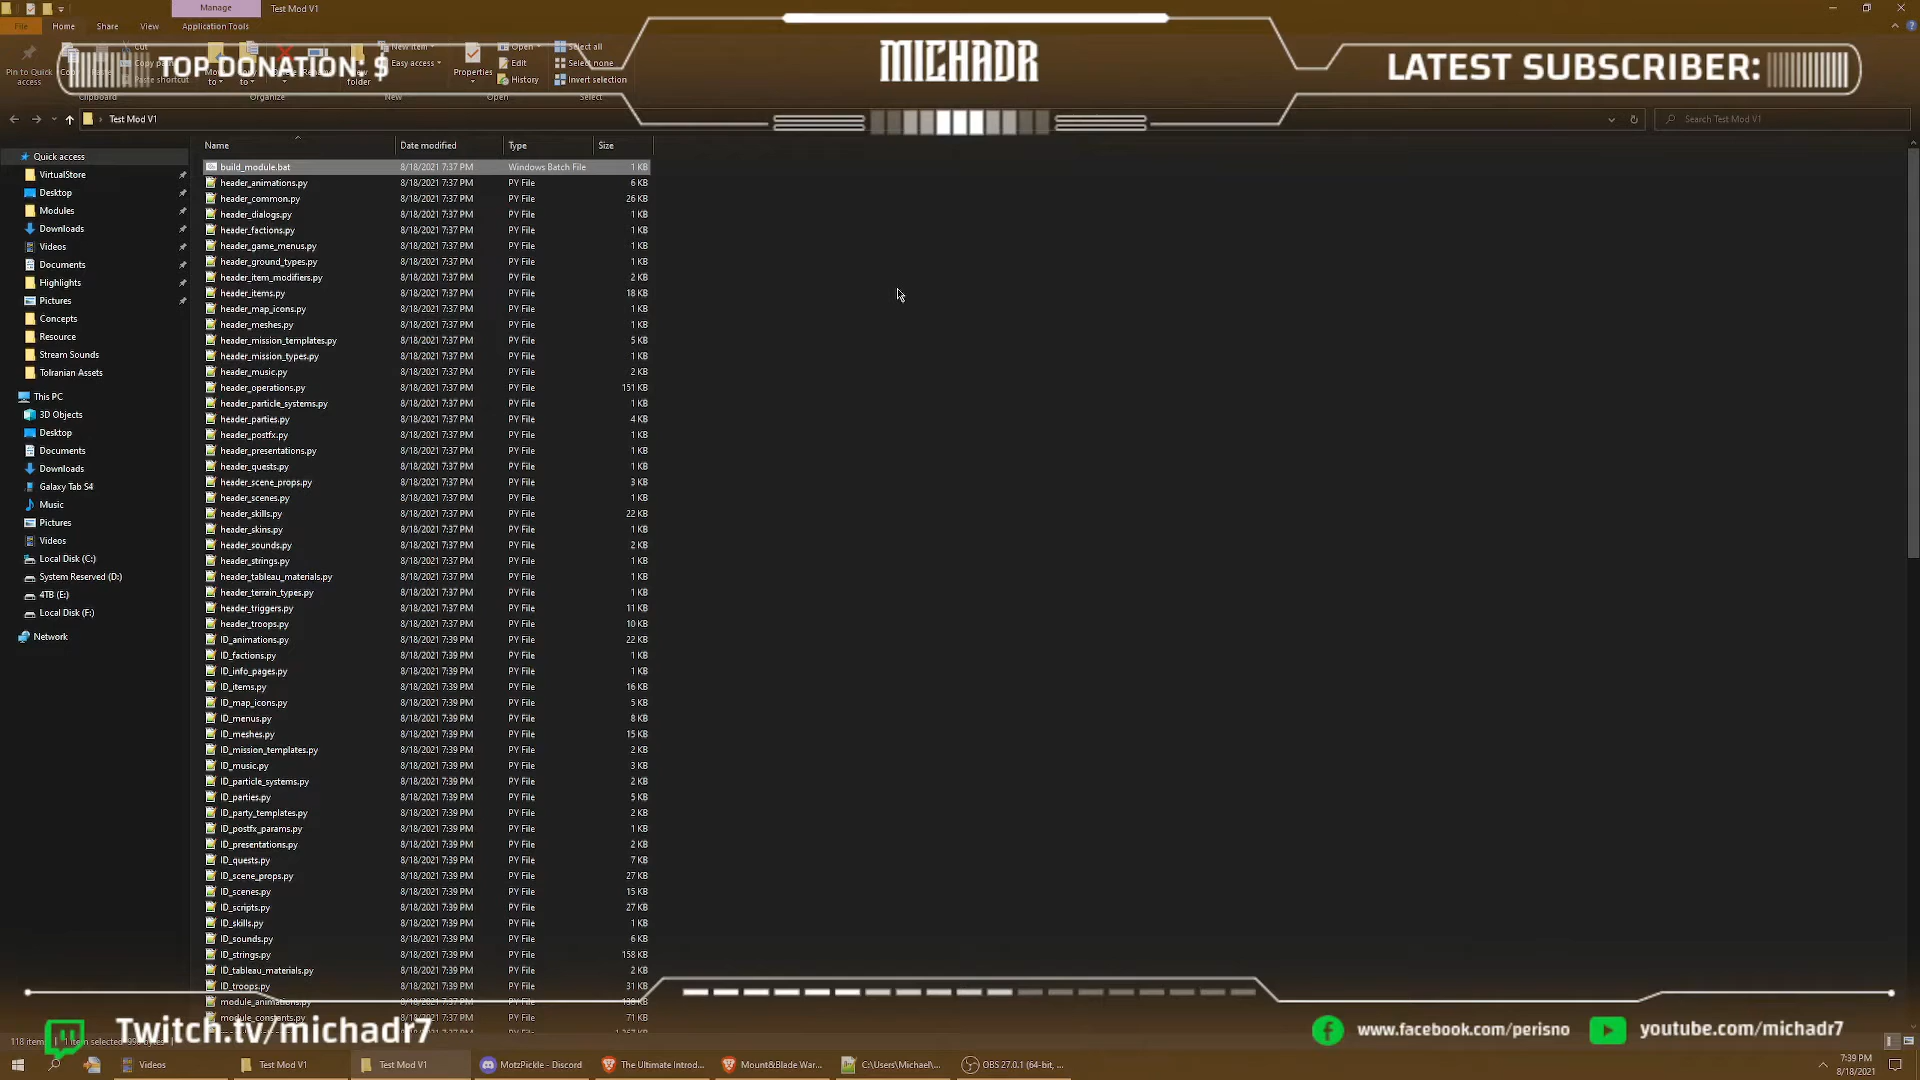 Manage
Test Mod V1
File
Home
Share
View
Application Tools
Pin to Quick access
Cut
Copy path
Paste shortcut
Clipboard
Organize
New item
Easy access
folder
New
Properties
Open
Edit
History
Open
Select all
Select none
Invert selection
Select
TOP DONATION: $
MICHADR
LATEST SUBSCRIBER:
Test Mod V1
Search Test Mod V1
Quick access
VirtualStore
Desktop
Modules
Downloads
Videos
Documents
Highlights
Pictures
Concepts
Resource
Stream Sounds
Tolranian Assets
This PC
3D Objects
Desktop
Documents
Downloads
Galaxy Tab S4
Music
Pictures
Videos
Local Disk (C:)
System Reserved (D:)
4TB (E:)
Local Disk (F:)
Network
Name Date modified Type Size
build_module.bat 8/18/2021 7:37 PM Windows Batch File 1 KB
header_animations.py 8/18/2021 7:37 PM PY File 6 KB
header_common.py 8/18/2021 7:37 PM PY File 26 KB
header_dialogs.py 8/18/2021 7:37 PM PY File 1 KB
header_factions.py 8/18/2021 7:37 PM PY File 1 KB
header_game_menus.py 8/18/2021 7:37 PM PY File 1 KB
header_ground_types.py 8/18/2021 7:37 PM PY File 1 KB
header_item_modifiers.py 8/18/2021 7:37 PM PY File 2 KB
header_items.py 8/18/2021 7:37 PM PY File 18 KB
header_map_icons.py 8/18/2021 7:37 PM PY File 1 KB
header_meshes.py 8/18/2021 7:37 PM PY File 1 KB
header_mission_templates.py 8/18/2021 7:37 PM PY File 5 KB
header_mission_types.py 8/18/2021 7:37 PM PY File 1 KB
header_music.py 8/18/2021 7:37 PM PY File 2 KB
header_operations.py 8/18/2021 7:37 PM PY File 151 KB
header_particle_systems.py 8/18/2021 7:37 PM PY File 1 KB
header_parties.py 8/18/2021 7:37 PM PY File 4 KB
header_postfx.py 8/18/2021 7:37 PM PY File 1 KB
header_presentations.py 8/18/2021 7:37 PM PY File 1 KB
header_quests.py 8/18/2021 7:37 PM PY File 1 KB
header_scene_props.py 8/18/2021 7:37 PM PY File 3 KB
header_scenes.py 8/18/2021 7:37 PM PY File 1 KB
header_skills.py 8/18/2021 7:37 PM PY File 22 KB
header_skins.py 8/18/2021 7:37 PM PY File 1 KB
header_sounds.py 8/18/2021 7:37 PM PY File 2 KB
header_strings.py 8/18/2021 7:37 PM PY File 1 KB
header_tableau_materials.py 8/18/2021 7:37 PM PY File 1 KB
header_terrain_types.py 8/18/2021 7:37 PM PY File 1 KB
header_triggers.py 8/18/2021 7:37 PM PY File 11 KB
header_troops.py 8/18/2021 7:37 PM PY File 10 KB
ID_animations.py 8/18/2021 7:39 PM PY File 22 KB
ID_factions.py 8/18/2021 7:39 PM PY File 1 KB
ID_info_pages.py 8/18/2021 7:39 PM PY File 1 KB
ID_items.py 8/18/2021 7:39 PM PY File 16 KB
ID_map_icons.py 8/18/2021 7:39 PM PY File 5 KB
ID_menus.py 8/18/2021 7:39 PM PY File 8 KB
ID_meshes.py 8/18/2021 7:39 PM PY File 15 KB
ID_mission_templates.py 8/18/2021 7:39 PM PY File 2 KB
ID_music.py 8/18/2021 7:39 PM PY File 3 KB
ID_particle_systems.py 8/18/2021 7:39 PM PY File 2 KB
ID_parties.py 8/18/2021 7:39 PM PY File 5 KB
ID_party_templates.py 8/18/2021 7:39 PM PY File 2 KB
ID_postfx_params.py 8/18/2021 7:39 PM PY File 1 KB
ID_presentations.py 8/18/2021 7:39 PM PY File 2 KB
ID_quests.py 8/18/2021 7:39 PM PY File 7 KB
ID_scene_props.py 8/18/2021 7:39 PM PY File 27 KB
ID_scenes.py 8/18/2021 7:39 PM PY File 15 KB
ID_scripts.py 8/18/2021 7:39 PM PY File 27 KB
ID_skills.py 8/18/2021 7:39 PM PY File 1 KB
ID_sounds.py 8/18/2021 7:39 PM PY File 6 KB
ID_strings.py 8/18/2021 7:39 PM PY File 158 KB
ID_tableau_materials.py 8/18/2021 7:39 PM PY File 2 KB
ID_troops.py 8/18/2021 7:39 PM PY File 31 KB
module_animations.py 8/18/2021 7:37 PM PY File
module_constants.py 8/18/2021 7:37 PM PY File 71 KB
118 items
1 item selected
Twitch.tv/michadr7
www.facebook.com/perisno
youtube.com/michadr7
Videos
Test Mod V1
Test Mod V1
MotzPickle - Discord
The Ultimate Introd...
Mount&Blade War...
C:\Users\Michael\...
OBS 27.0.1 (64-bit, ...
7:39 PM
8/18/2021